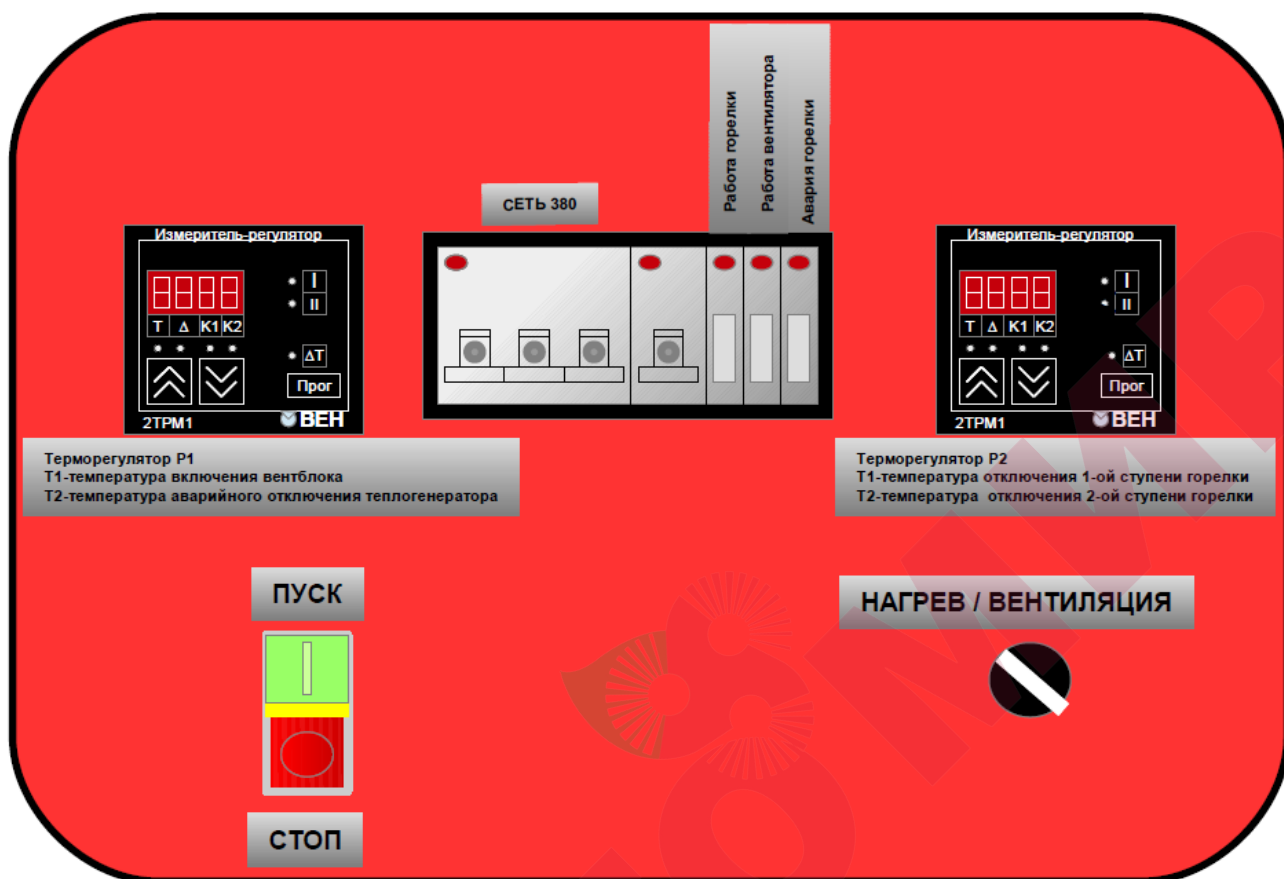 Работа горелки
Работа вентилятора
Авария горелки
СЕТЬ 380
Измеритель-регулятор
I
II
T Δ K1 K2
ΔT
Прог
2ТРМ1
ВЕН
Терморегулятор Р1
Т1-температура включения вентблока
Т2-температура аварийного отключения теплогенератора
Измеритель-регулятор
I
II
T Δ K1 K2
ΔT
Прог
2ТРМ1
ВЕН
Терморегулятор Р2
Т1-температура отключения 1-ой ступени горелки
Т2-температура отключения 2-ой ступени горелки
ПУСК
СТОП
НАГРЕВ / ВЕНТИЛЯЦИЯ